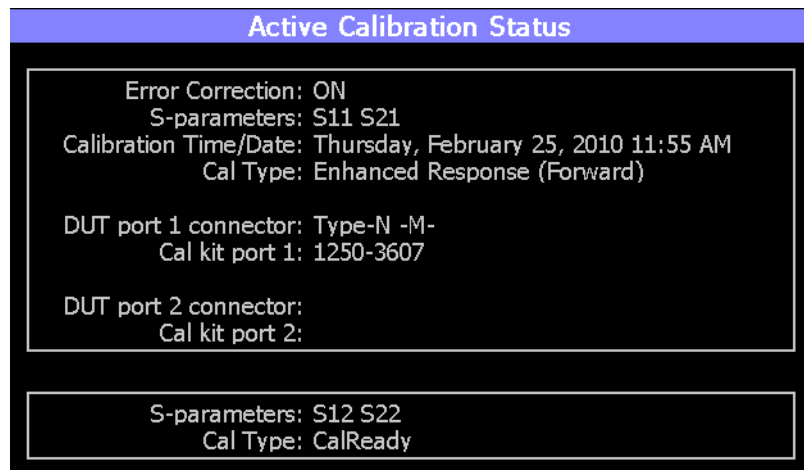 Active Calibration Status
Error Correction: ON
S-parameters: S11 S21
Calibration Time/Date: Thursday, February 25, 2010 11:55 AM
Cal Type: Enhanced Response (Forward)
DUT port 1 connector: Type-N -M-
Cal kit port 1: 1250-3607
DUT port 2 connector:
Cal kit port 2:
S-parameters: S12 S22
Cal Type: CalReady